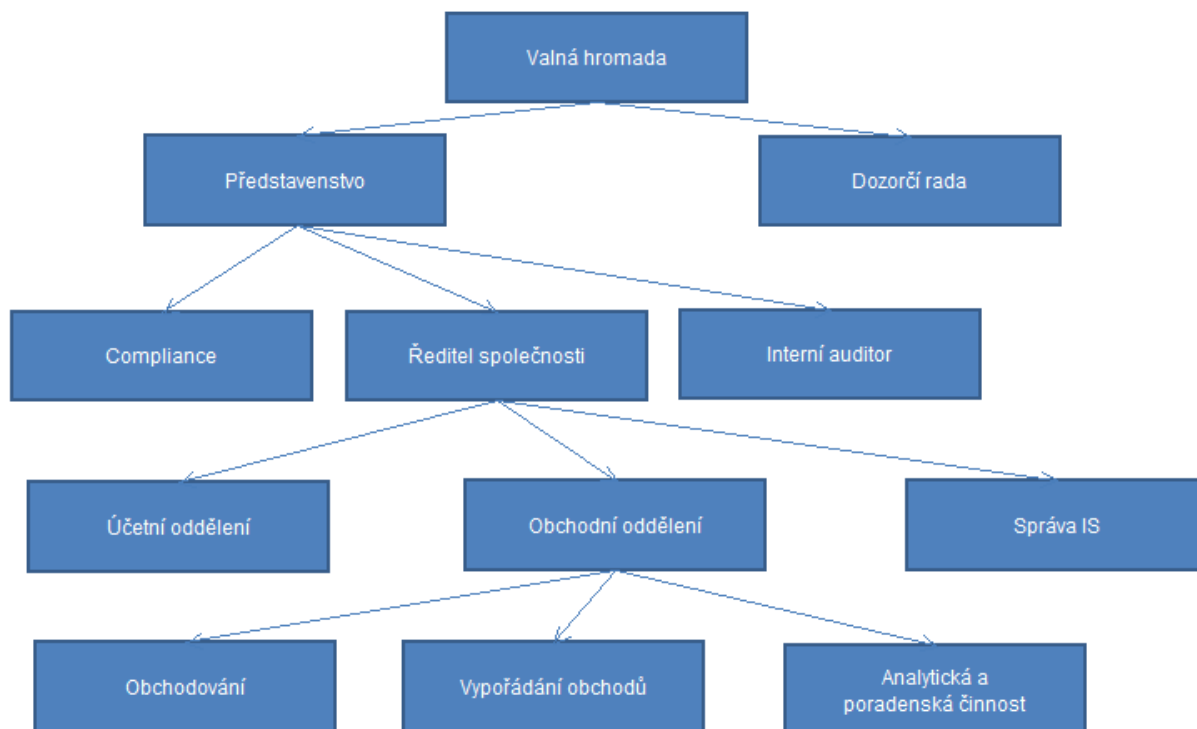 Valná hromada
Představenstvo
Dozorčí rada
Compliance
Ředitel společnosti
Interní auditor
Účetní oddělení
Obchodní oddělení
Správa IS
Obchodování
Vypořádání obchodů
Analytická a
poradenská činnost